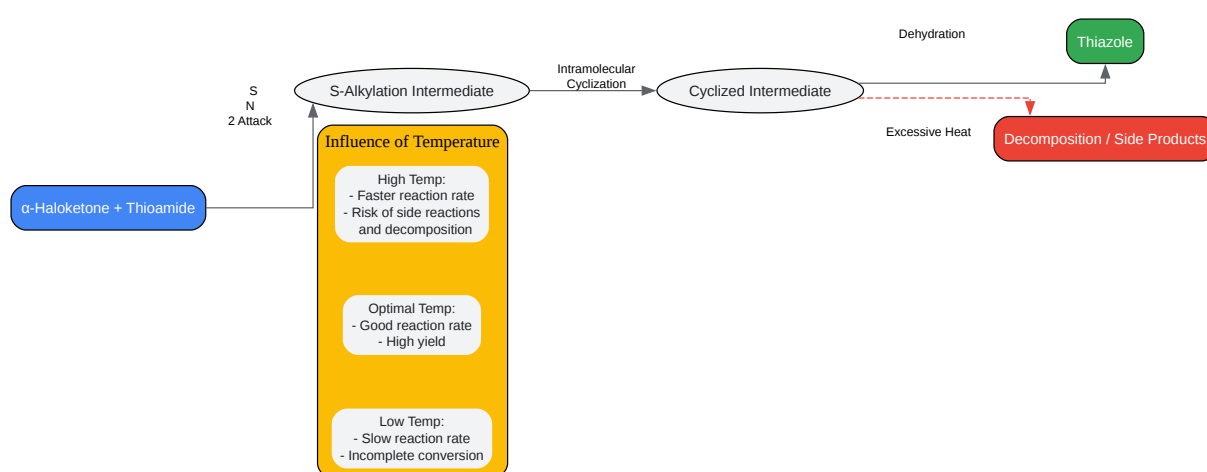 Dehydration
Thiazole
Intramolecular
Cyclization
S
N
2 Attack
S-Alkylation Intermediate
Cyclized Intermediate
Excessive Heat
Decomposition / Side Products
Influence of Temperature
High Temp:
- Faster reaction rate
- Risk of side reactions
and decomposition
α-Haloketone + Thioamide
Optimal Temp:
- Good reaction rate
- High yield
Low Temp:
- Slow reaction rate
- Incomplete conversion